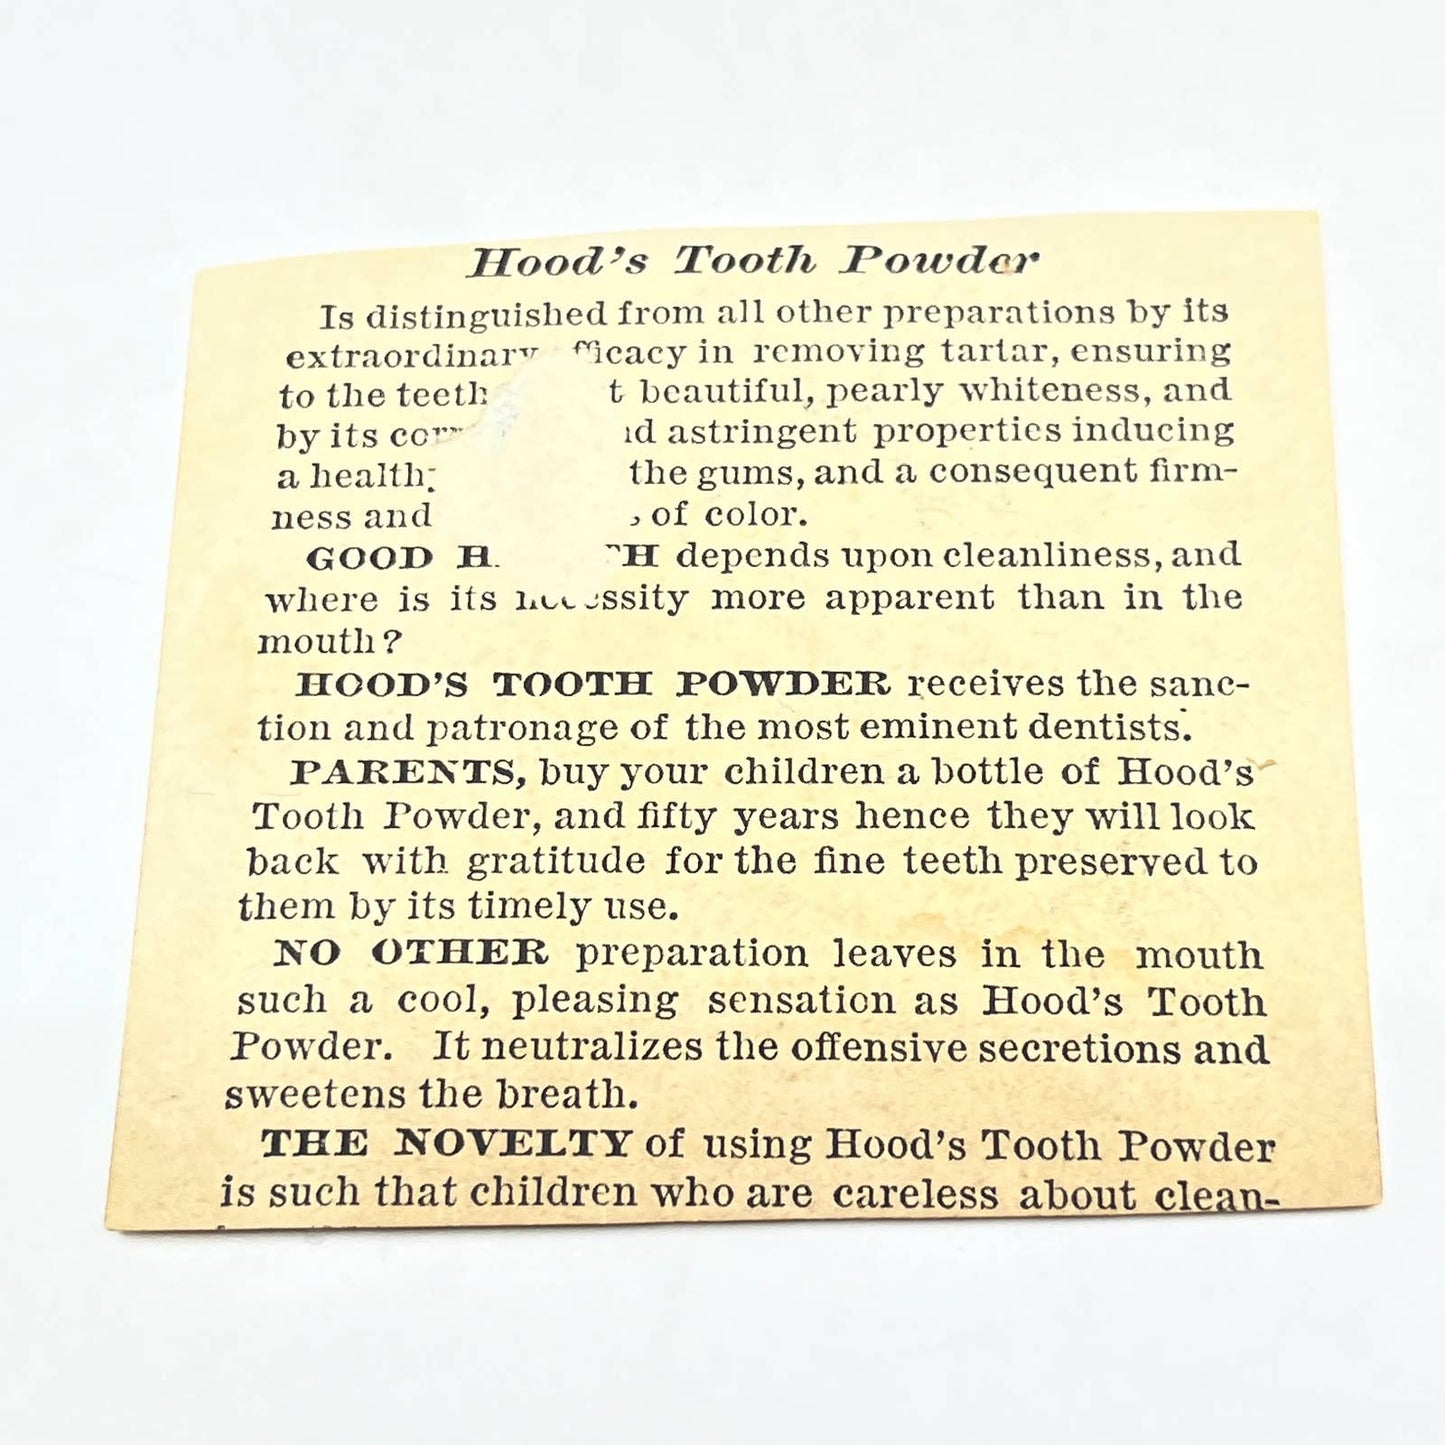 Hood's Tooth Powder
Is distinguished from all other preparations by its
extraordinary efficacy in removing tartar, ensuring
to the teeth beautiful, pearly whiteness, and
by its astringent properties inducing
a the gums, and a consequent firm-
ness and of color.
GOOD depends upon cleanliness, and
where is its necessity more apparent than in the
mouth?
HOOD'S TOOTH POWDER receives the sanc-
tion and patronage of the most eminent dentists.
PARENTS, buy your children a bottle of Hood's
Tooth Powder, and fifty years hence they will look
back with gratitude for the fine teeth preserved to
them by its timely use.
NO OTHER preparation leaves in the mouth
such a cool, pleasing sensation as Hood's Tooth
Powder. It neutralizes the offensive secretions and
sweetens the breath.
THE NOVELTY of using Hood's Tooth Powder
is such that children who are careless about clean-